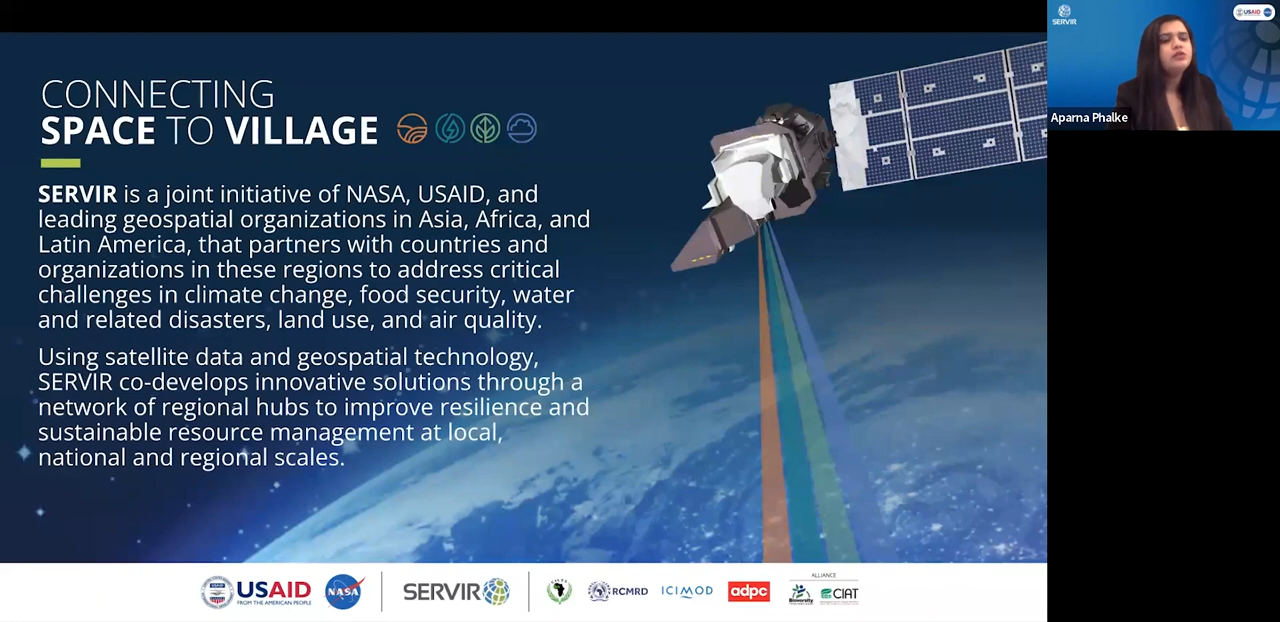 CONNECTING
SPACE TO VILLAGE
SERVIR is a joint initiative of NASA, USAID, and
leading geospatial organizations in Asia, Africa, and
Latin America, that partners with countries and
organizations in these regions to address critical
challenges in climate change, food security, water
and related disasters, land use, and air quality.
Using satellite data and geospatial technology,
SERVIR co-develops innovative solutions through a
network of regional hubs to improve resilience and
sustainable resource management at local,
national and regional scales.
USAID
FROM THE AMERICAN PEOPLE
NASA
SERVIR
RCMRD
ICIMOD
adpc
ALLIANCE
Bioversity
CIAT
SERVIR
USAID
Aparna Phalke